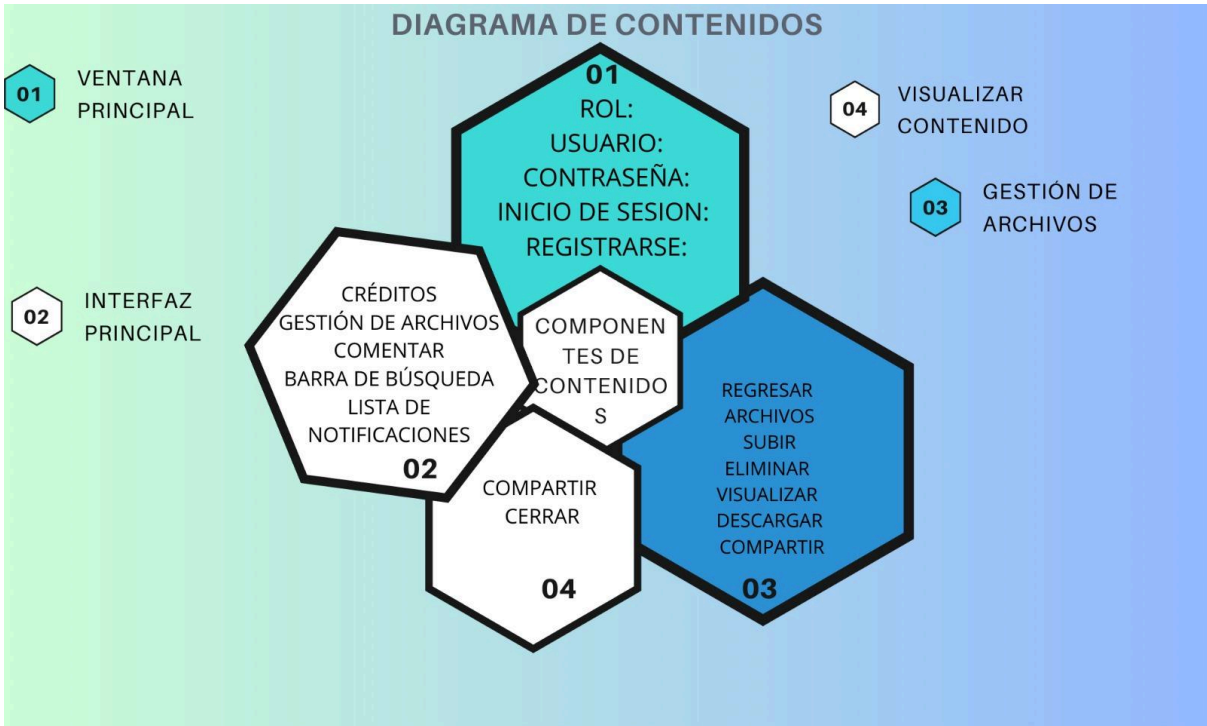 DIAGRAMA DE CONTENIDOS
01
VENTANA
PRINCIPAL
02
INTERFAZ
PRINCIPAL
01
ROL:
USUARIO:
CONTRASEÑA:
INICIO DE SESION:
REGISTRARSE:
CRÉDITOS
GESTIÓN DE ARCHIVOS
COMENTAR
BARRA DE BÚSQUEDA
LISTA DE
NOTIFICACIONES
02
COMPONEN
TES DE
CONTENIDO
S
COMPARTIR
CERRAR
04
REGRESAR
ARCHIVOS
SUBIR
ELIMINAR
VISUALIZAR
DESCARGAR
COMPARTIR
03
04
VISUALIZAR
CONTENIDO
03
GESTIÓN DE
ARCHIVOS